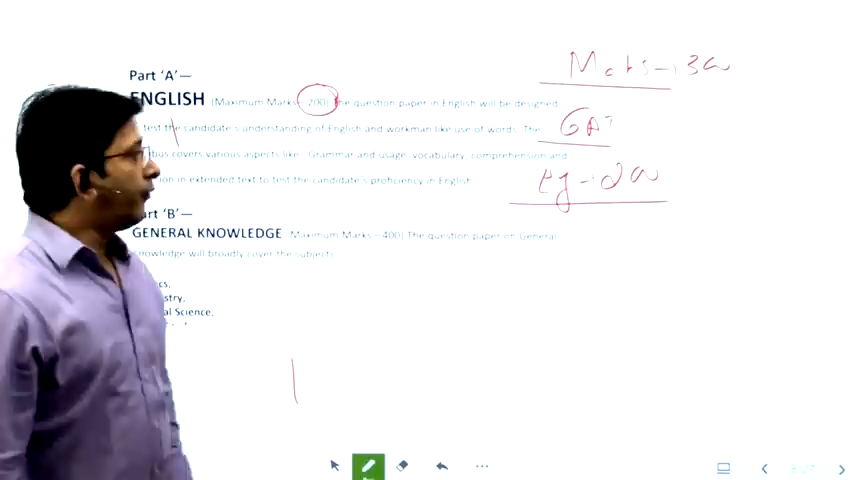 Part ‘A’—
ENGLISH (Maximum Marks—200) The question paper in English will be designed
test the candidate's understanding of English and workman like use of words. The
bus covers various aspects like Grammar and usage, vocabulary, comprehension and
ion in extended text to test the candidate's proficiency in English
art ‘B’—
GENERAL KNOWLEDGE (Maximum Marks—400) The question paper on General
nowledge will broadly cover the subjects
cs,
stry,
al Science,
GAT